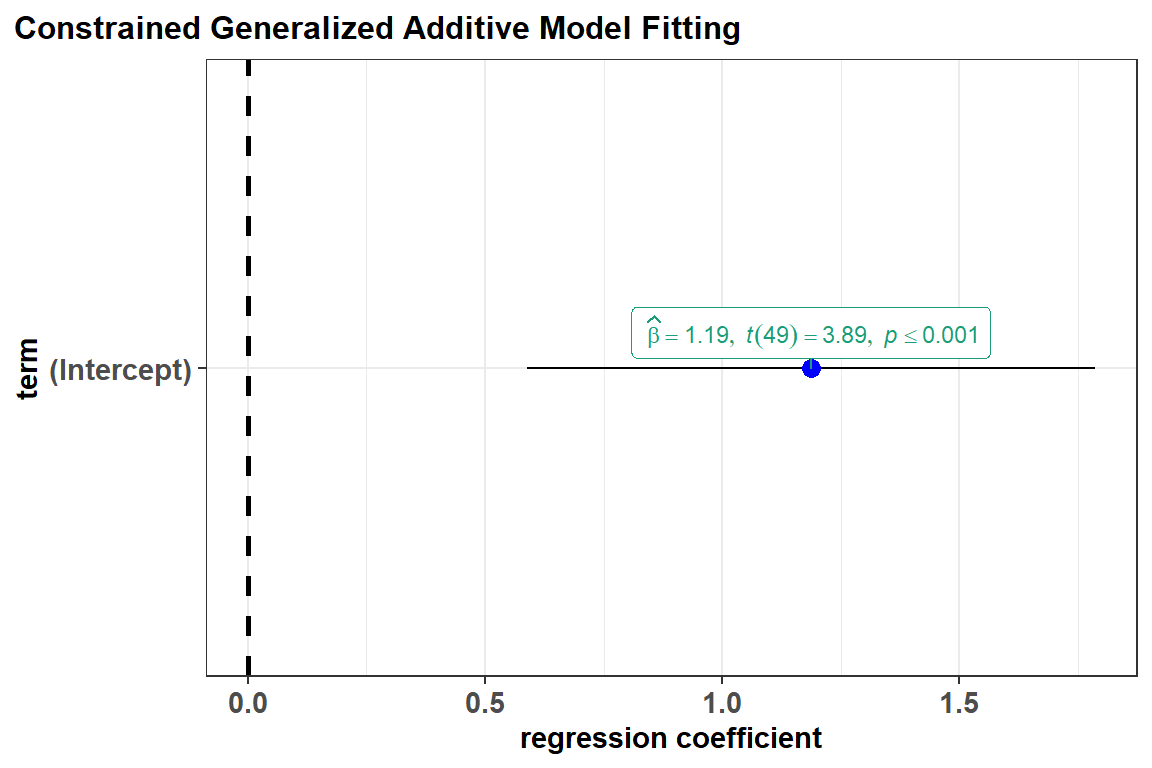 Constrained Generalized Additive Model Fitting
term
(Intercept)
β̂ = 1.19, t(49) = 3.89, p ≤ 0.001
0.0 0.5 1.0 1.5
regression coefficient